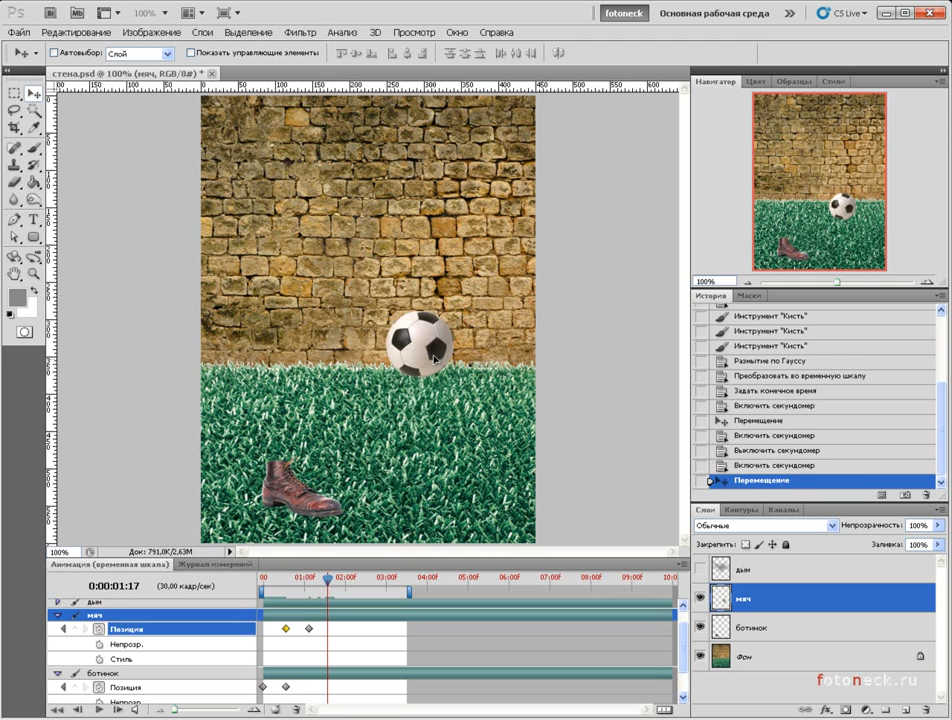 Ps Br Mb 100% fotoneck Основная рабочая среда >> CS Live
Файл Редактирование Изображение Слои Выделение Фильтр Анализ 3D Просмотр Окно Справка
Автовыбор: Слой Показать управляющие элементы
стена.psd @ 100% (мяч, RGB/8#) *
Навигатор Цвет Образцы Стили
100%
История Маски
Инструмент "Кисть"
Инструмент "Кисть"
Инструмент "Кисть"
Размытие по Гауссу
Преобразовать во временную шкалу
Задать конечное время
Включить секундомер
Перемещение
Включить секундомер
Выключить секундомер
Включить секундомер
Перемещение
Слои Контуры Каналы
Обычные Непрозрачность: 100%
Закрепить: Заливка: 100%
дым
мяч
ботинок
Фон
fotoneck.ru
100% Док: 791,0K/2,63M
Анимация (временная шкала) Журнал измерений
0:00:01:17 (30,00 кадр/сек)
00 01:00f 02:00f 03:00f 04:00f 05:00f 06:00f 07:00f 08:00f 09:00f 10:0
дым
мяч
Позиция
Непрозр.
Стиль
ботинок
Позиция
Непрозр.